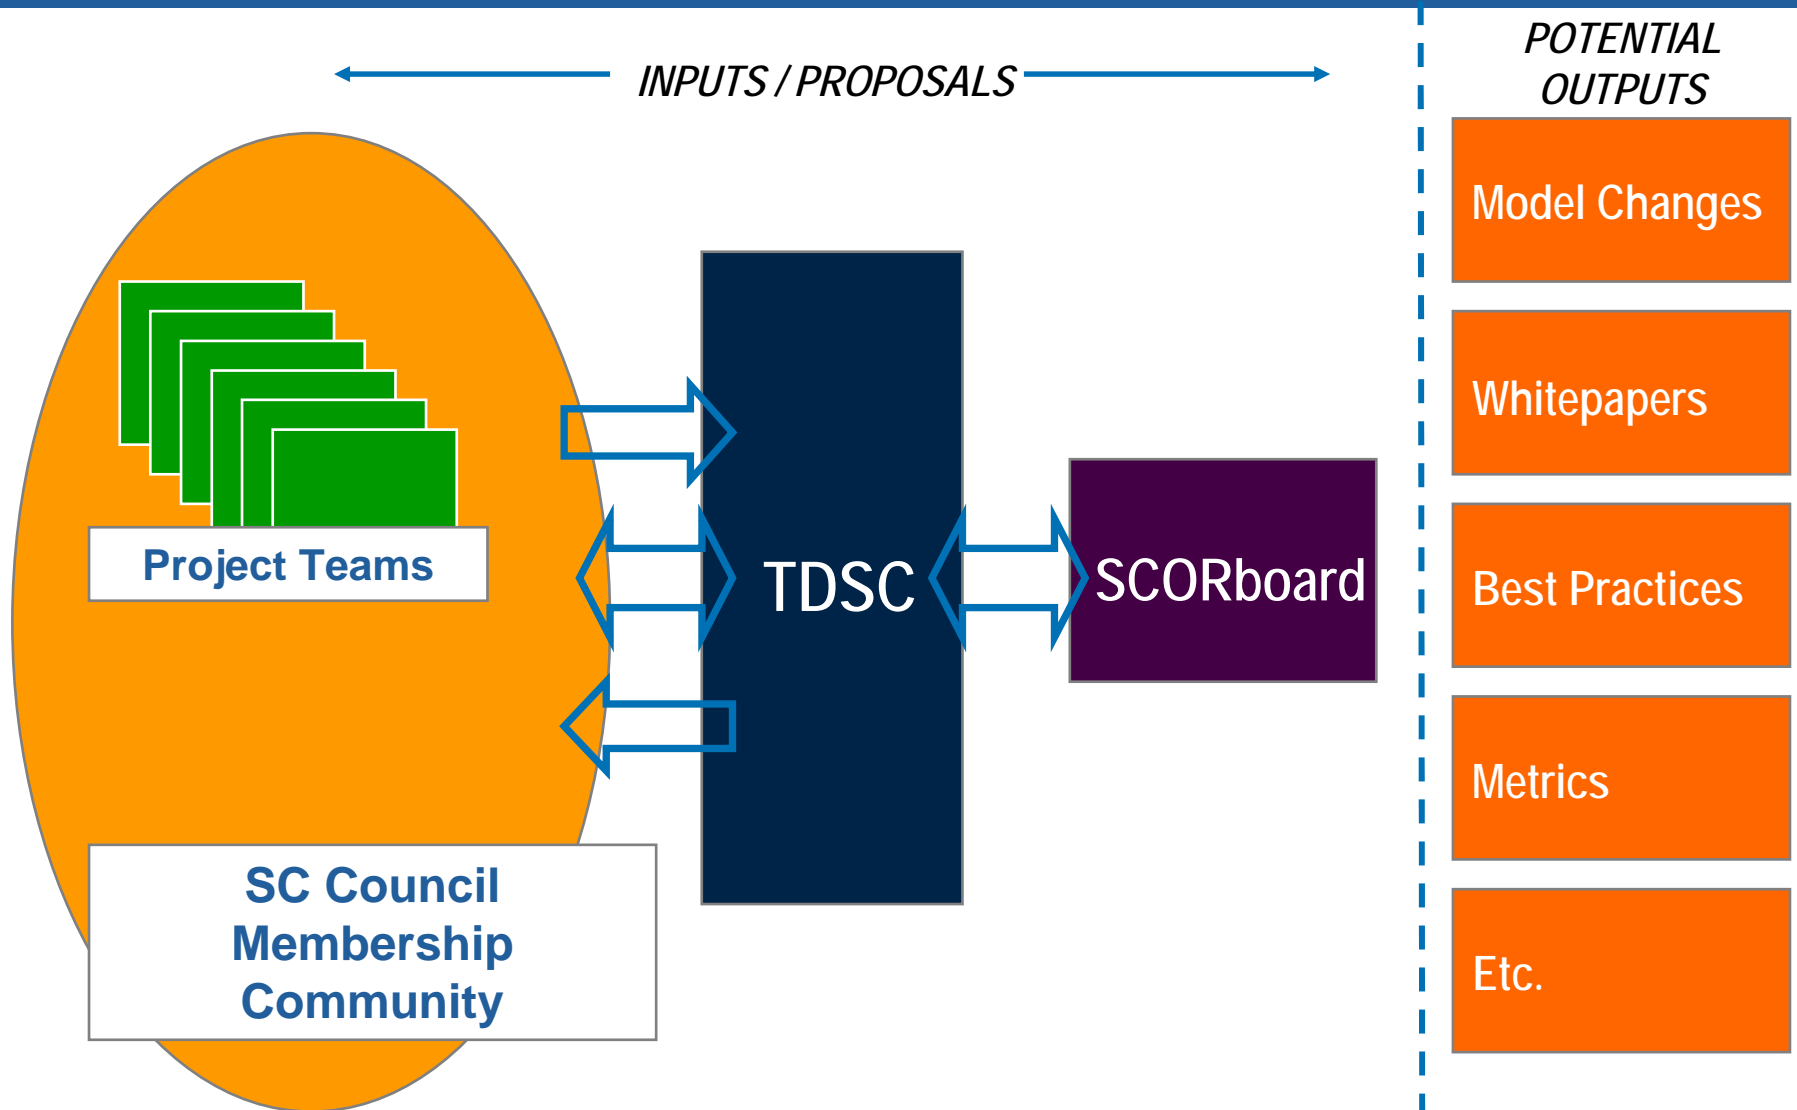 INPUTS / PROPOSALS
POTENTIAL
OUTPUTS
Project Teams
SC Council
Membership
Community
TDSC
SCORboard
Model Changes
Whitepapers
Best Practices
Metrics
Etc.